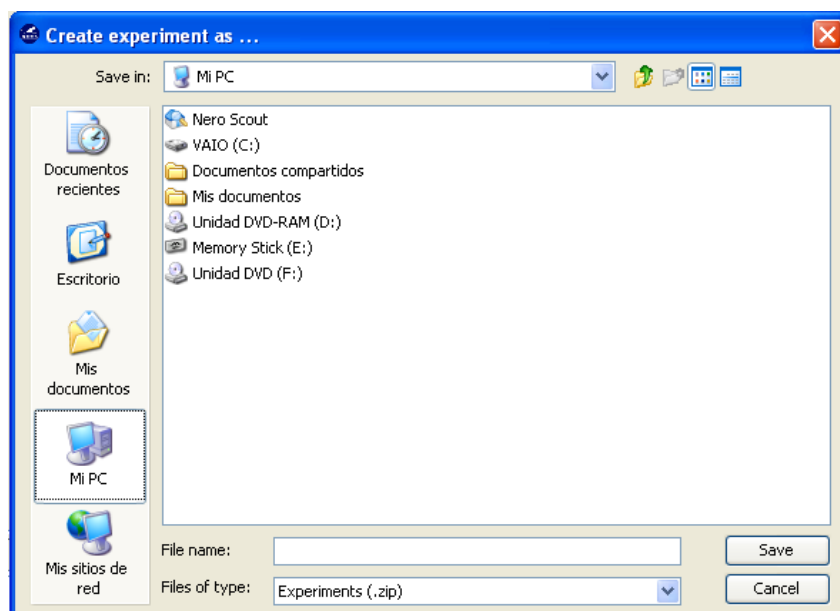 Create experiment as ...
Save in:
Mi PC
Documentos
recientes
Escritorio
Mis
documentos
Mi PC
Mis sitios de
red
Nero Scout
VAIO (C:)
Documentos compartidos
Mis documentos
Unidad DVD-RAM (D:)
Memory Stick (E:)
Unidad DVD (F:)
File name:
Save
Files of type:
Experiments (.zip)
Cancel